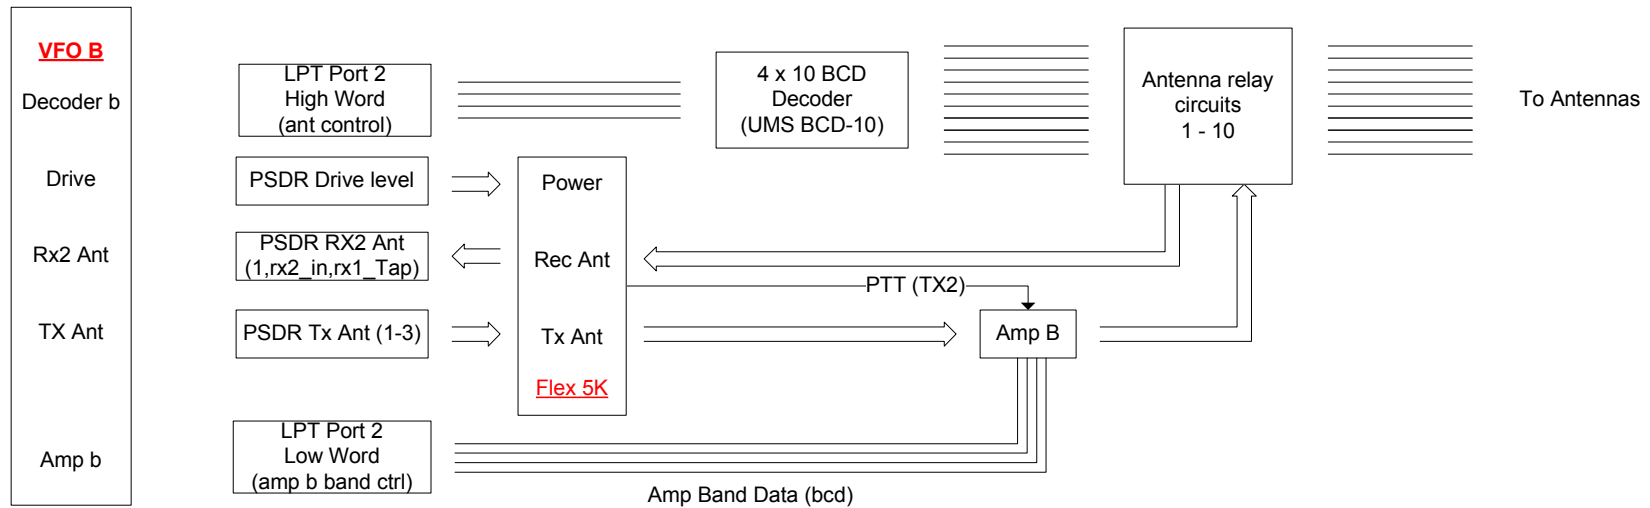 VFO B
Decoder b
Drive
Rx2 Ant
TX Ant
Amp b
LPT Port 2
High Word
(ant control)
PSDR Drive level
PSDR RX2 Ant
(1,rx2_in,rx1_Tap)
PSDR Tx Ant (1-3)
LPT Port 2
Low Word
(amp b band ctrl)
Power
Rec Ant
Tx Ant
Flex 5K
4 x 10 BCD
Decoder
(UMS BCD-10)
PTT (TX2)
Amp B
Amp Band Data (bcd)
Antenna relay
circuits
1 - 10
To Antennas